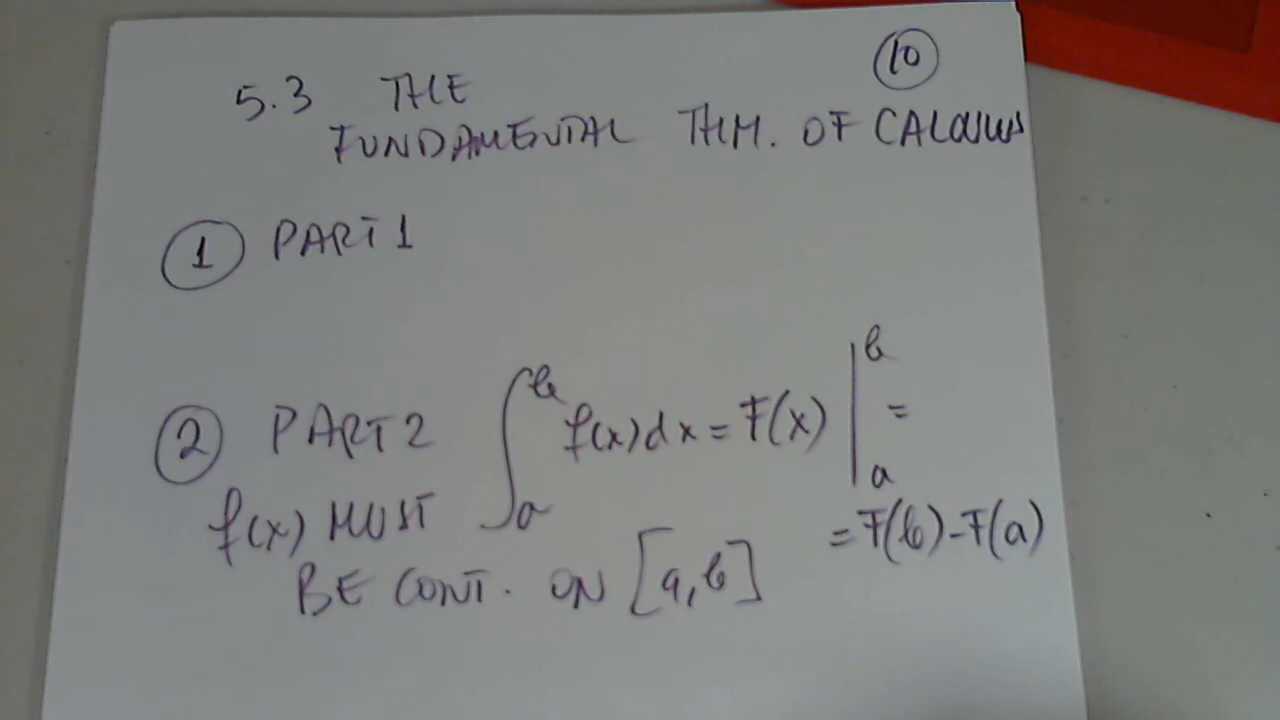 10
5.3 THE
FUNDAMENTAL THM. OF CALCULUS
1 PART 1
2 PART 2 ∫_a^b f(x)dx = F(x) |_a^b =
= F(b)-F(a)
f(x) MUST
BE CONT. ON [a,b]